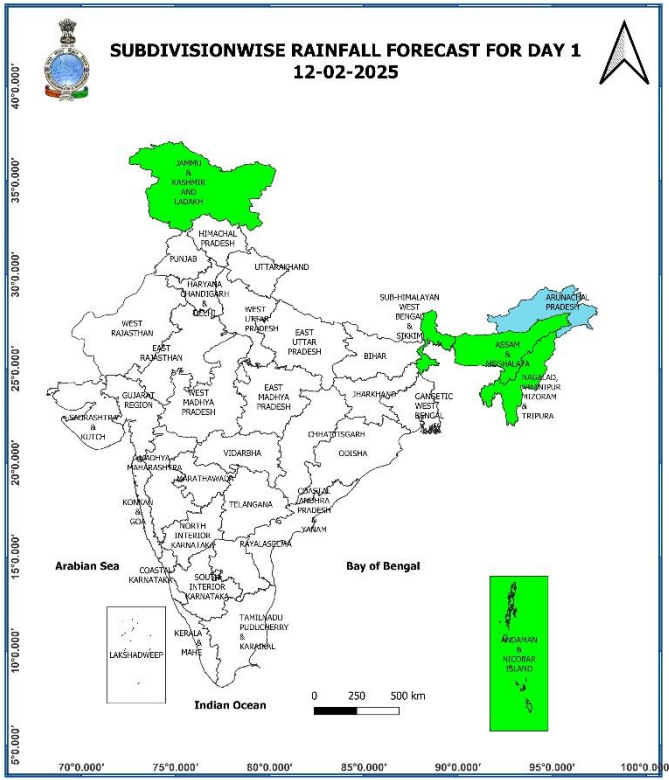 SUBDIVISIONWISE RAINFALL FORECAST FOR DAY 1
12-02-2025
40°0.000'
35°0.000'
30°0.000'
25°0.000'
20°0.000'
15°0.000'
10°0.000'
5°0.000'
JAMMU
&
KASHMIR
AND
LADAKH
HIMACHAL
PRADESH
PUNJAB
UTTARAKHAND
HARYANA
CHANDIGARH
&
DELHI
WEST
UTTAR
PRADESH
EAST
UTTAR
PRADESH
WEST
RAJASTHAN
EAST
RAJASTHAN
SUB-HIMALAYAN
WEST
BENGAL
&
SIKKIM
ARUNACHAL
PRADESH
ASSAM
&
MEGHALAYA
NAGALAD,
MANIPUR
MIZORAM
&
TRIPURA
BIHAR
JHARKHAND
GANGETIC
WEST
BENGAL
GUJARAT
REGION
SAURASHTRA
&
KUTCH
WEST
MADHYA
PRADESH
EAST
MADHYA
PRADESH
CHHATTISGARH
ODISHA
VIDARBHA
MADHYA
MAHARASHTRA
MARATHAWADA
KONKAN
&
GOA
TELANGANA
COASTAL
ANDHRA
PRADESH
&
YANAM
NORTH
INTERIOR
KARNATAKA
RAYALASEEMA
COASTAL
KARNATAKA
SOUTH
INTERIOR
KARNATAKA
TAMILNADU
PUDUCHERRY
&
KARAIKAL
KERALA
&
MAHE
LAKSHADWEEP
ANDAMAN
&
NICOBAR
ISLAND
Arabian Sea
Bay of Bengal
Indian Ocean
0 250 500 km
70°0.000' 75°0.000' 80°0.000' 85°0.000' 90°0.000' 95°0.000' 100°0.000